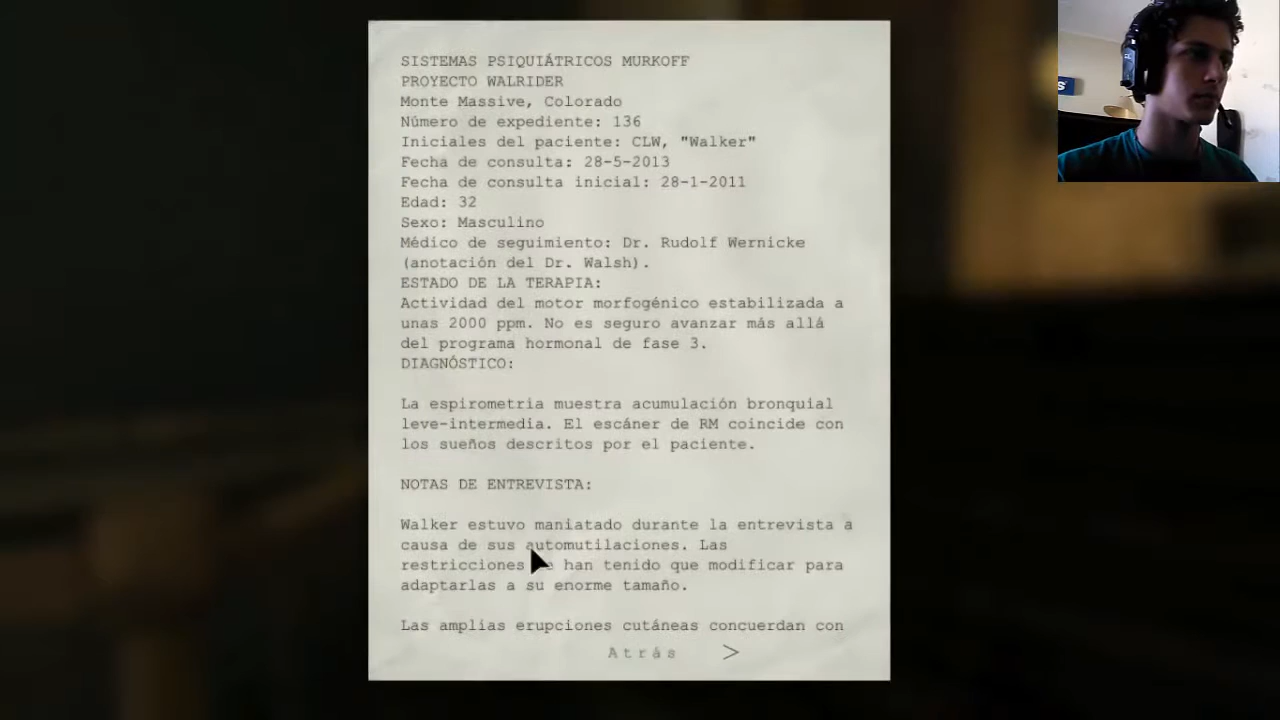 SISTEMAS PSIQUIÁTRICOS MURKOFF
PROYECTO WALRIDER
Monte Massive, Colorado
Número de expediente: 136
Iniciales del paciente: CLW, "Walker"
Fecha de consulta: 28-5-2013
Fecha de consulta inicial: 28-1-2011
Edad: 32
Sexo: Masculino
Médico de seguimiento: Dr. Rudolf Wernicke
(anotación del Dr. Walsh).
ESTADO DE LA TERAPIA:
Actividad del motor morfogénico estabilizada a
unas 2000 ppm. No es seguro avanzar más allá
del programa hormonal de fase 3.
DIAGNÓSTICO:
La espirometria muestra acumulación bronquial
leve-intermedia. El escáner de RM coincide con
los sueños descritos por el paciente.
NOTAS DE ENTREVISTA:
Walker estuvo maniatado durante la entrevista a
causa de sus automutilaciones. Las
restricciones han tenido que modificar para
adaptarlas a su enorme tamaño.
Las amplias erupciones cutáneas concuerdan con
Atrás >